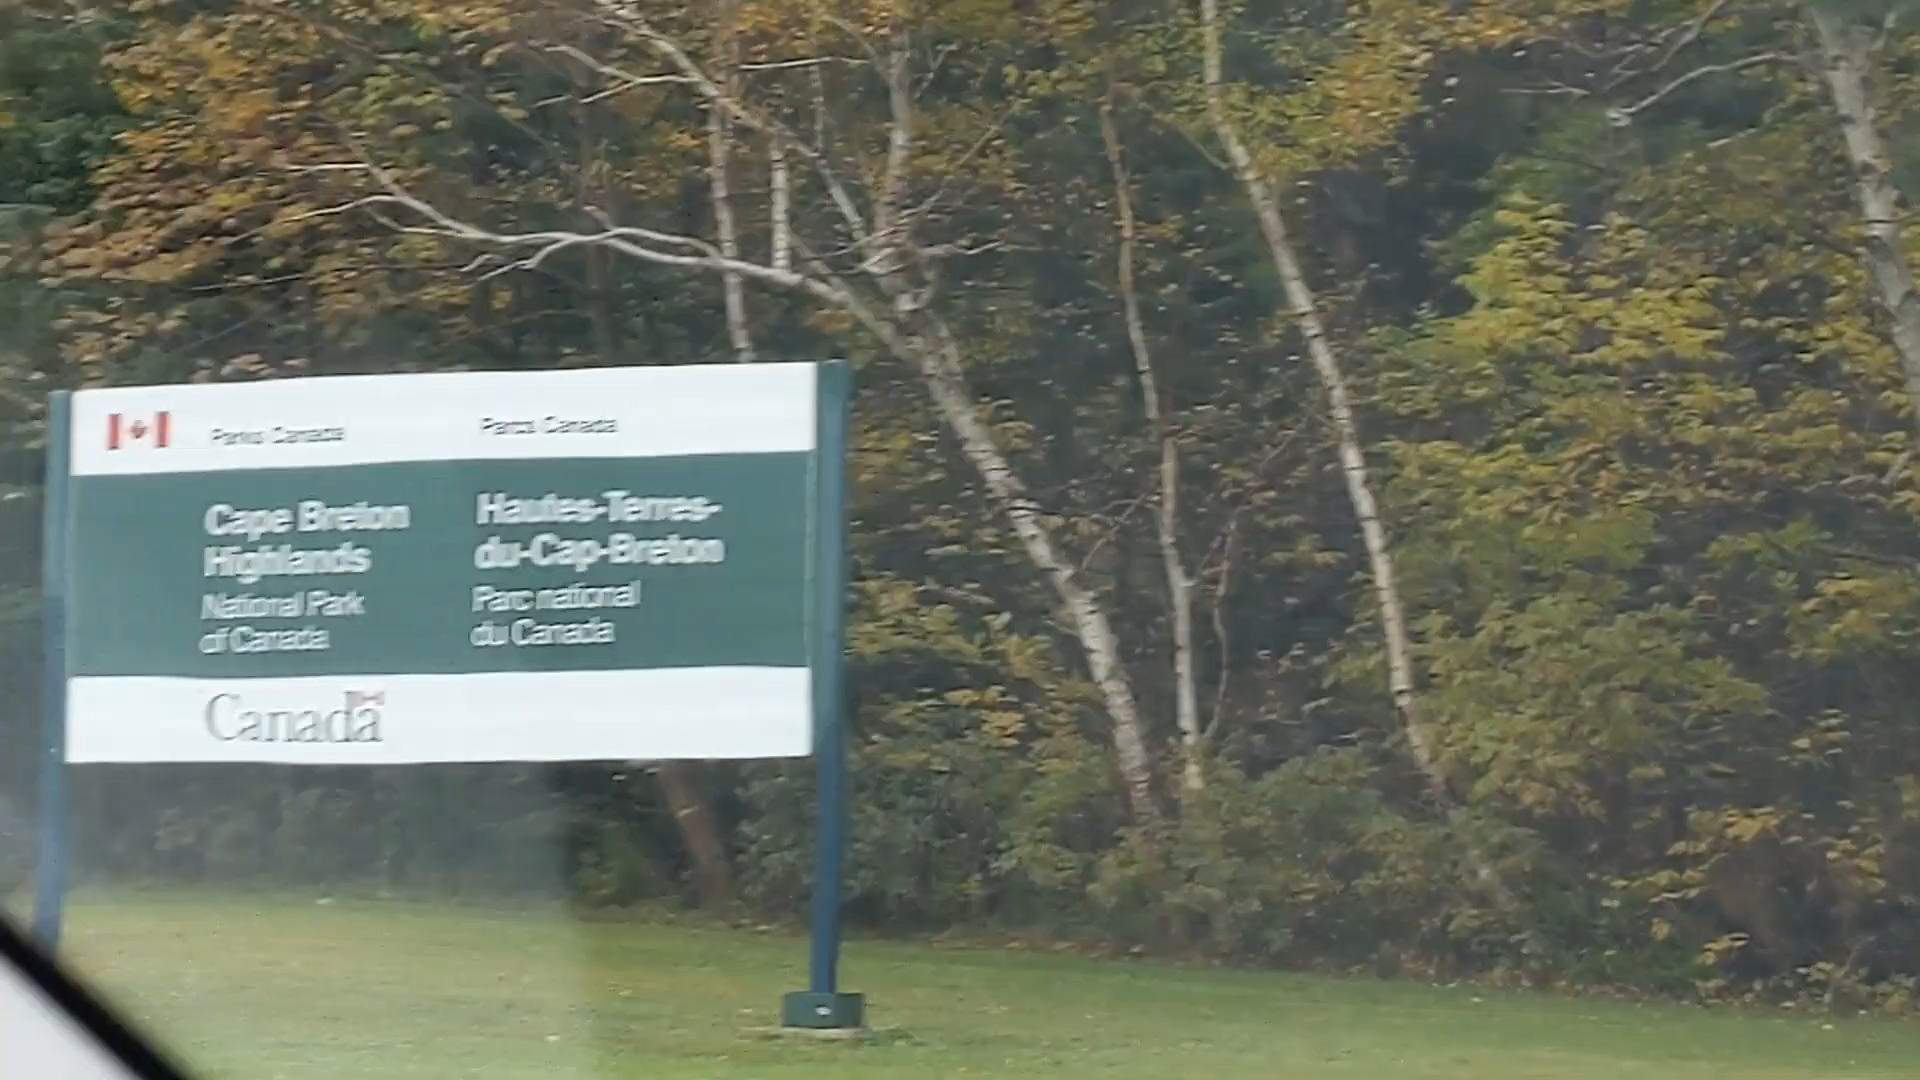 Parks Canada
Parcs Canada
Cape Breton
Highlands
National Park
of Canada
Hautes-Terres-
du-Cap-Breton
Parc national
du Canada
Canada